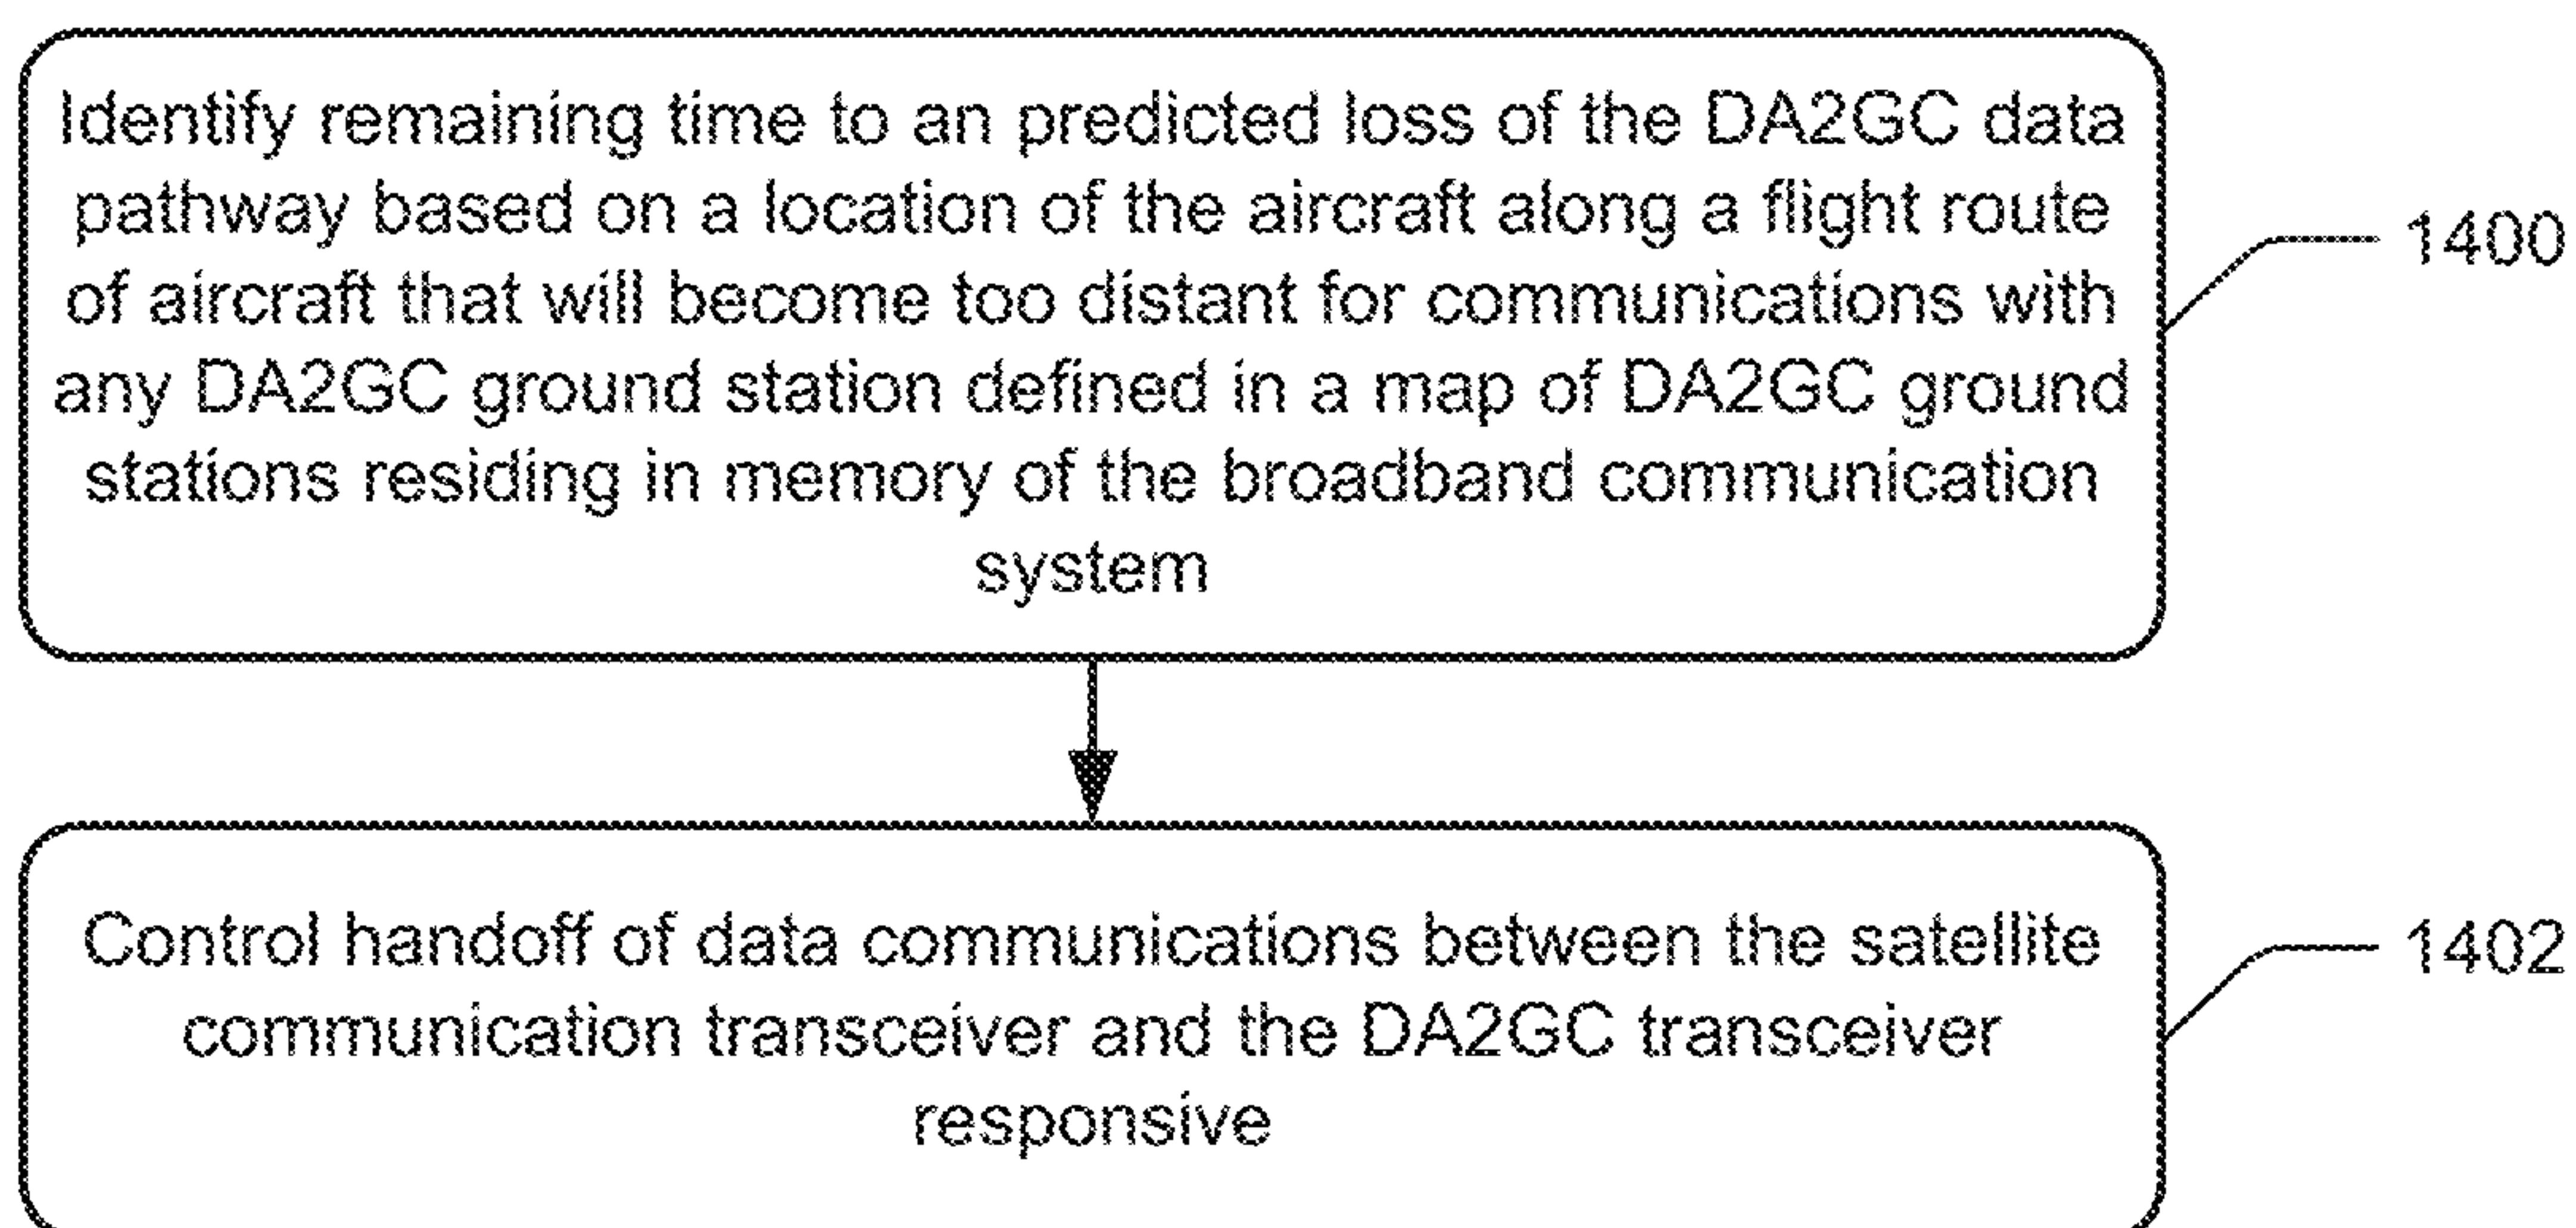 Identify remaining time to an predicted loss of the DA2GC data
pathway based on a location of the aircraft along a flight route
of aircraft that will become too distant for communications with
any DA2GC ground station defined in a map of DA2GC ground
stations residing in memory of the broadband communication
system
1400
Control handoff of data communications between the satellite
communication transceiver and the DA2GC transceiver
responsive
1402